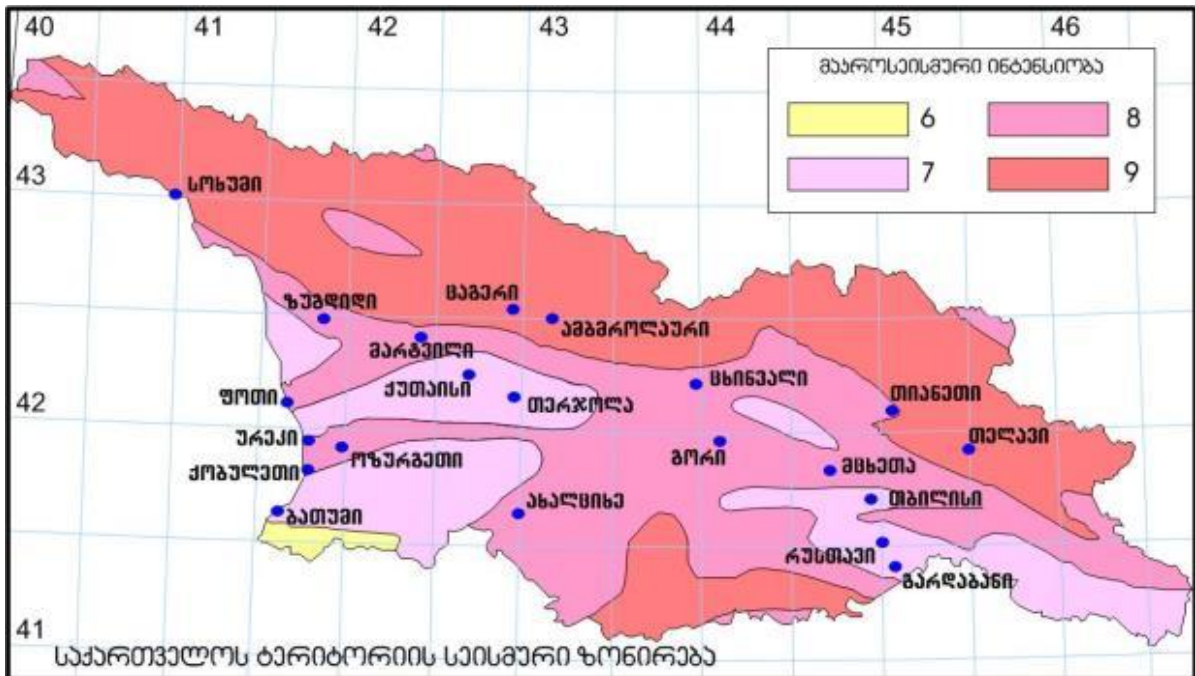 40 41 42 43 44 45 46
მაკროსეისმური ინტენსიობა
6 8
7 9
43
სოხუმი
ზუგდიდი
ცაგერი
ამბმროლაური
მარტვილი
ცხინვალი
ქუთაისი
თერჯოლა
თიანეთი
42
ფოთი
ურეკი
ოზურგეთი
გორი
თელავი
ქობულეთი
მცხეთა
ახალციხე
თბილისი
ბათუმი
რუსთავი
გარდაბანი
41
საქართველოს ტერიტორიის სეისმური ზონირება